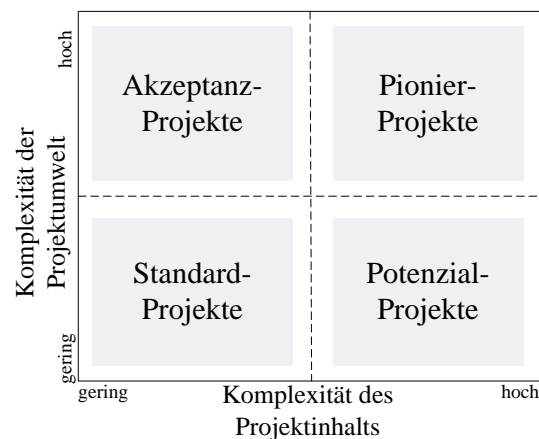 hoch
Akzeptanz-
Projekte
Pionier-
Projekte
Komplexität der
Projektumwelt
Standard-
Projekte
Potenzial-
Projekte
gering
gering
Komplexität des
Projektinhalts
hoch